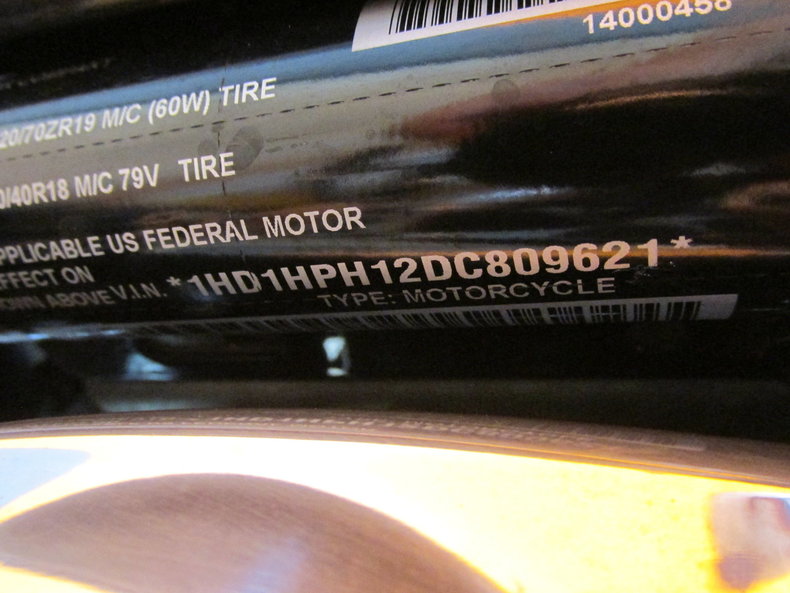 14000458
20/70ZR19 M/C (60W) TIRE
0/40R18 M/C 79V TIRE
PPLICABLE US FEDERAL MOTOR
EFFECT ON
OWN ABOVE V.I.N. *1HD1HPH12DC809621*
TYPE: MOTORCYCLE